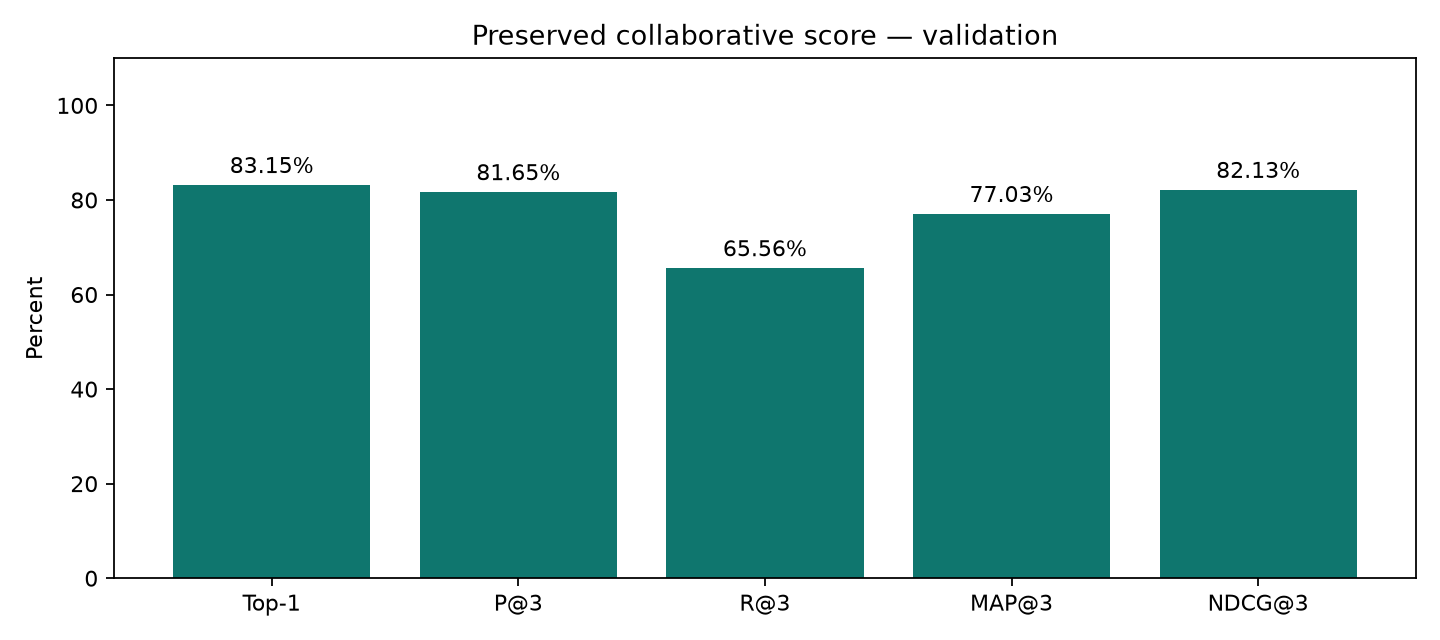 Preserved collaborative score — validation
Percent
100
80
60
40
20
0
83.15%
81.65%
65.56%
77.03%
82.13%
Top-1
P@3
R@3
MAP@3
NDCG@3